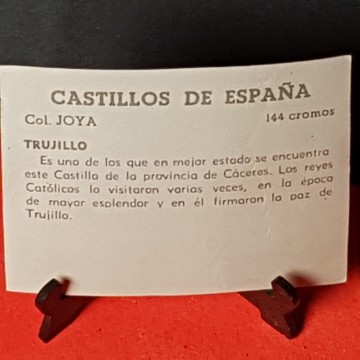 CASTILLOS DE ESPAÑA
Col. JOYA 144 cromos
TRUJILLO
Es uno de los que en mejor estado se encuentra
este Castillo de la provincia de Cáceres. Los reyes
Católicos lo visitaron varias veces, en la época
de mayor esplendor y en él firmaron la paz de
Trujillo.